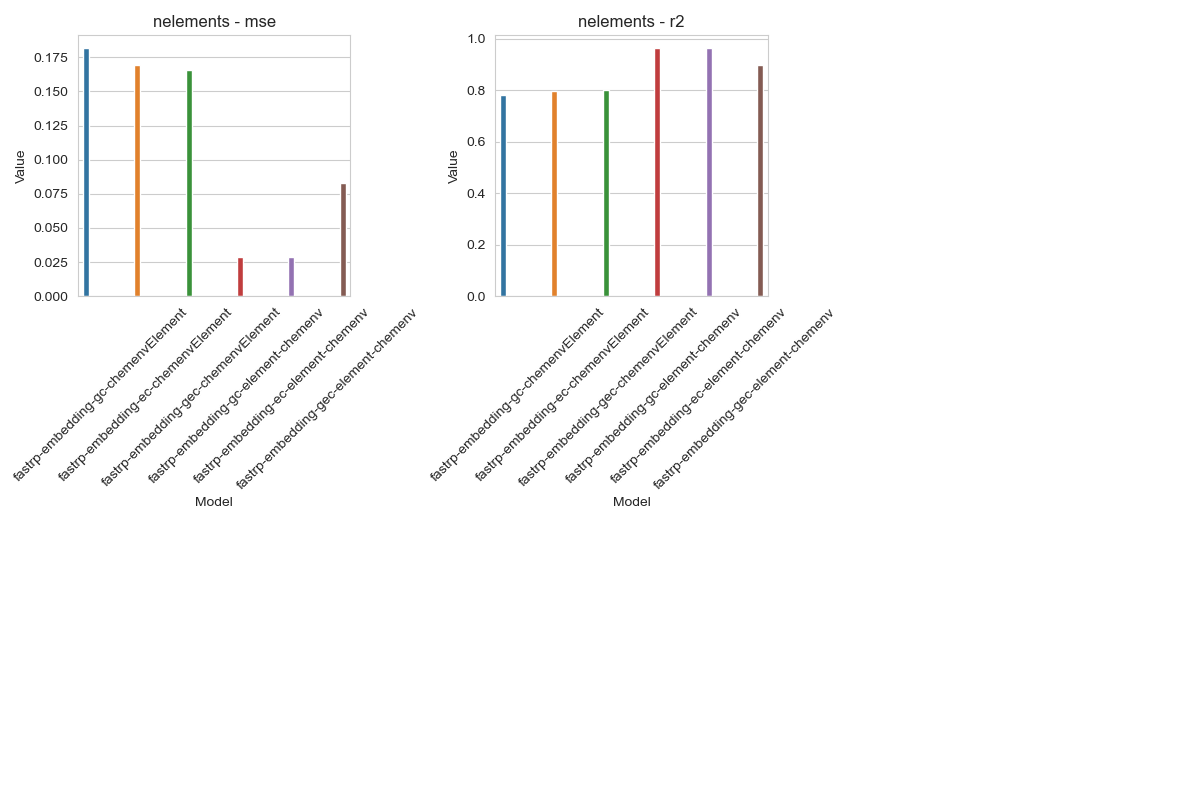 nelements - mse
Value
0.175
0.150
0.125
0.100
0.075
0.050
0.025
0.000
fastrp-embedding-gc-chemenvElement
fastrp-embedding-ec-chemenvElement
fastrp-embedding-gec-chemenvElement
fastrp-embedding-gc-element-chemenv
fastrp-embedding-ec-element-chemenv
fastrp-embedding-gec-element-chemenv
Model
nelements - r2
Value
1.0
0.8
0.6
0.4
0.2
0.0
fastrp-embedding-gc-chemenvElement
fastrp-embedding-ec-chemenvElement
fastrp-embedding-gec-chemenvElement
fastrp-embedding-gc-element-chemenv
fastrp-embedding-ec-element-chemenv
fastrp-embedding-gec-element-chemenv
Model